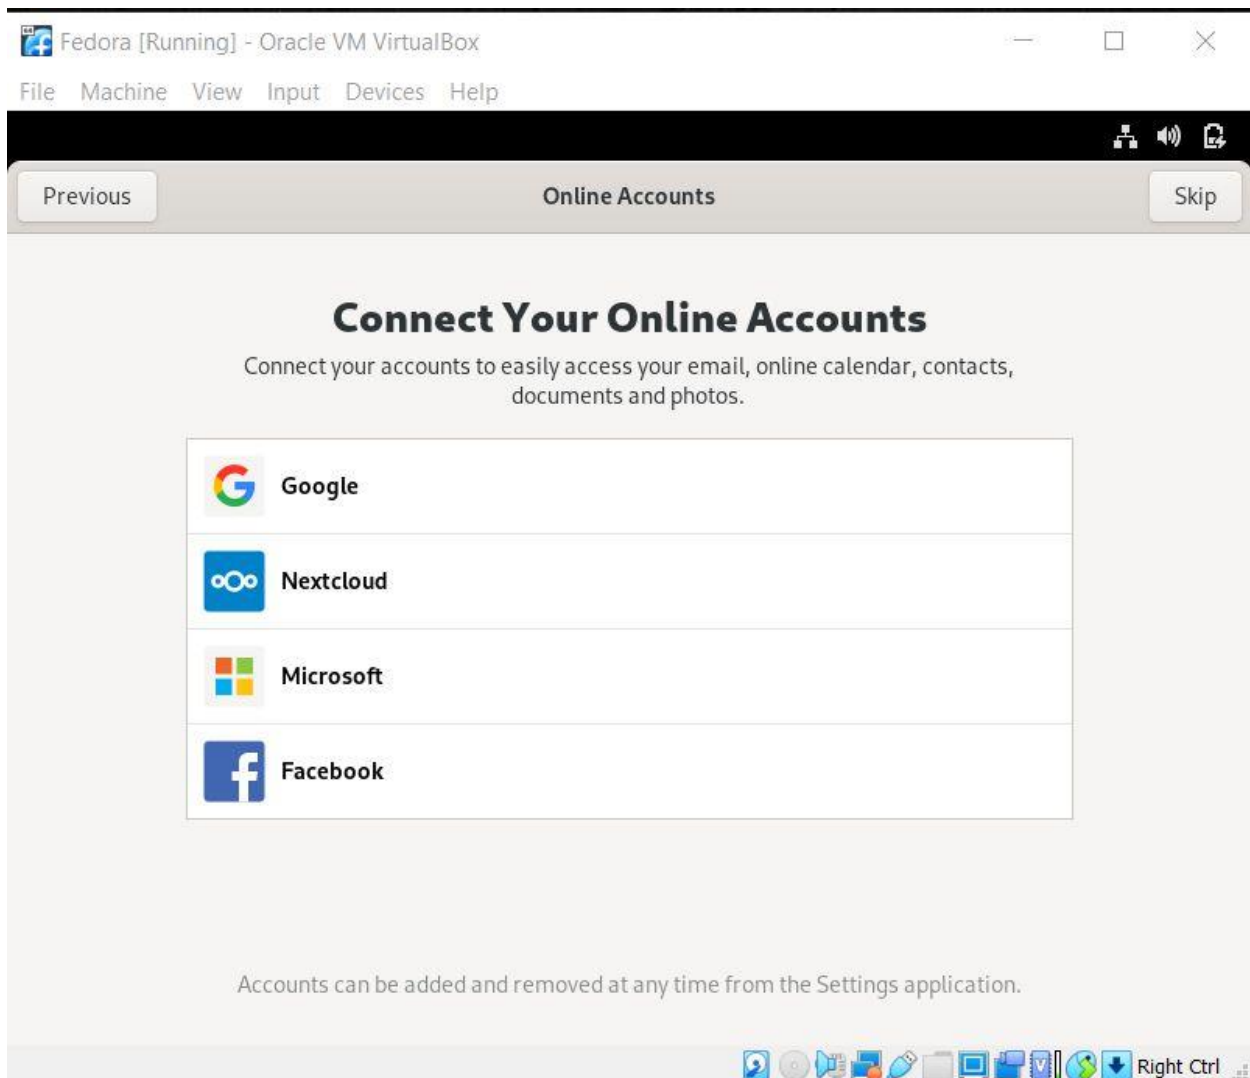 Fedora [Running] - Oracle VM VirtualBox
File Machine View Input Devices Help
Previous Online Accounts Skip
Connect Your Online Accounts
Connect your accounts to easily access your email, online calendar, contacts,
documents and photos.
Google
Nextcloud
Microsoft
Facebook
Accounts can be added and removed at any time from the Settings application.
Right Ctrl